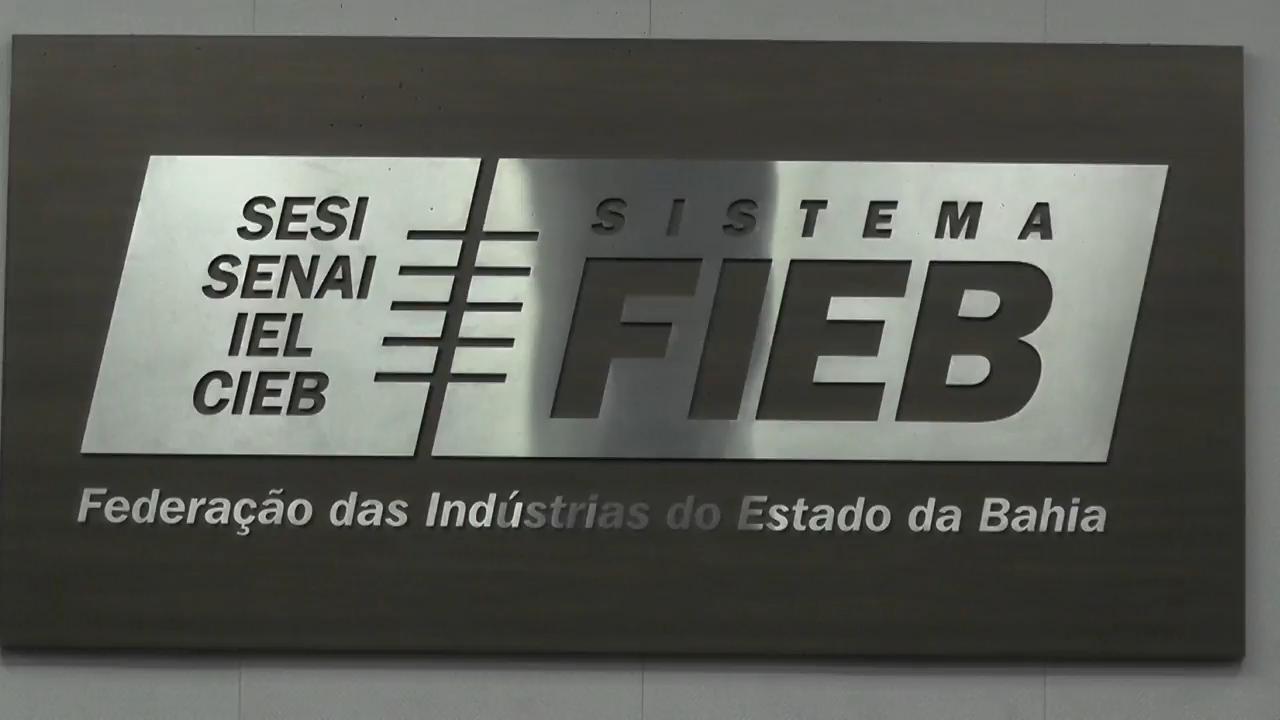 SESI
SENAI
IEL
CIEB
SISTEMA
FIEB
Federação das Indústrias do Estado da Bahia